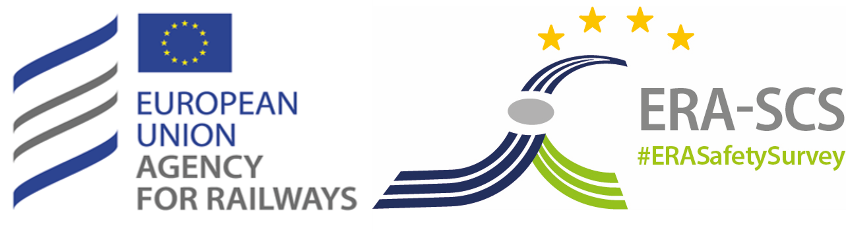 EUROPEAN
UNION
AGENCY
FOR RAILWAYS
ERA-SCS
#ERASafetySurvey